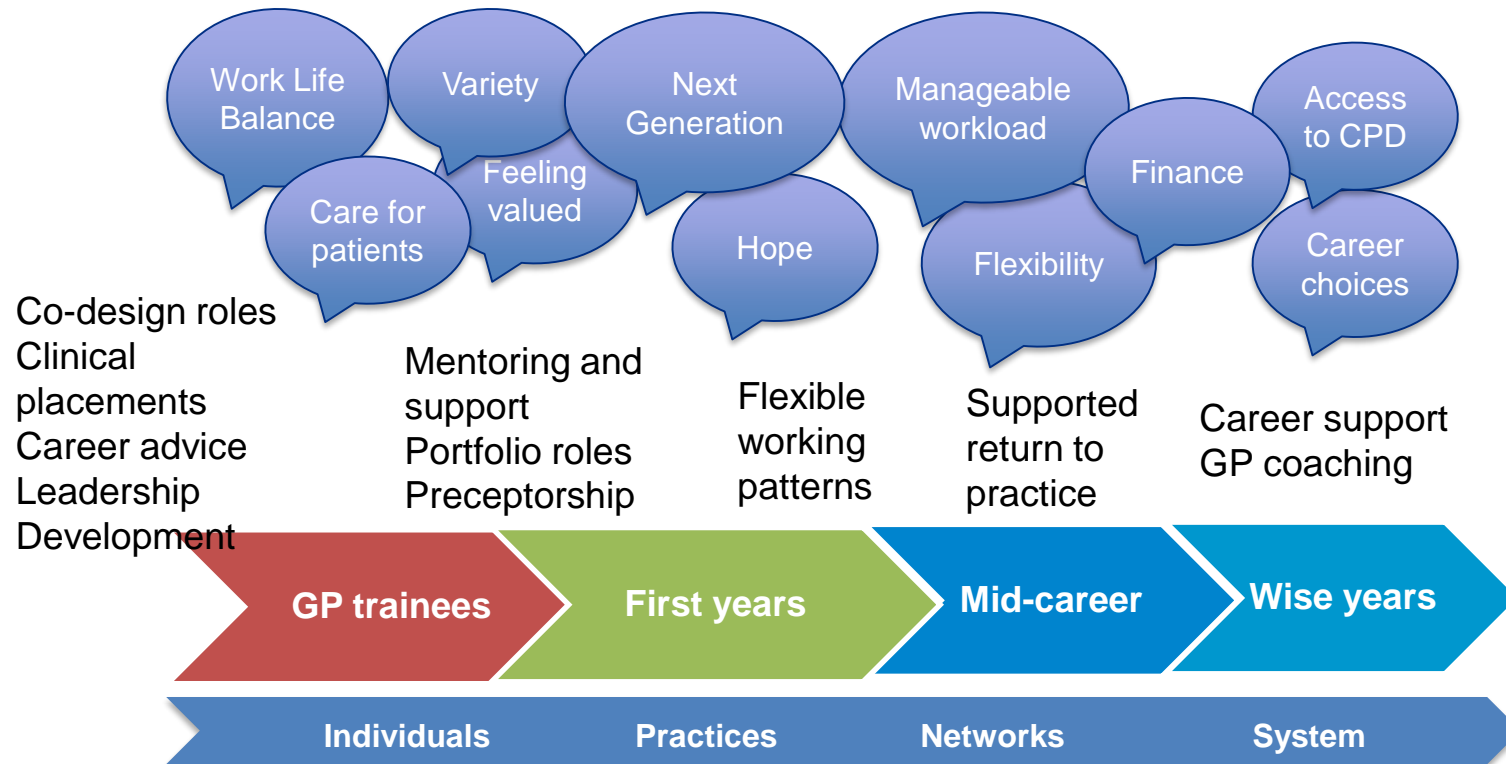 Work Life
Balance
Variety
Next
Generation
Manageable
workload
Access
to CPD
Finance
Care for
patients
Feeling
valued
Hope
Flexibility
Career
choices
Co-design roles
Clinical
placements
Career advice
Leadership
Development
Mentoring and
support
Portfolio roles
Preceptorship
Flexible
working
patterns
Supported
return to
practice
Career support
GP coaching
GP trainees
First years
Mid-career
Wise years
Individuals
Practices
Networks
System